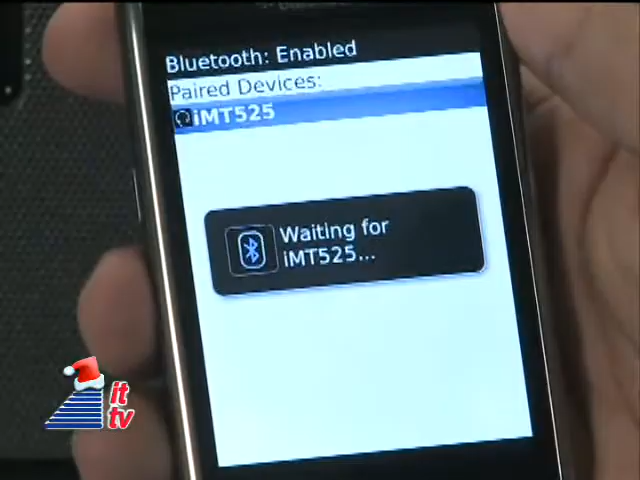 Bluetooth: Enabled
Paired Devices:
iMT525
Waiting for
iMT525...
it
tv